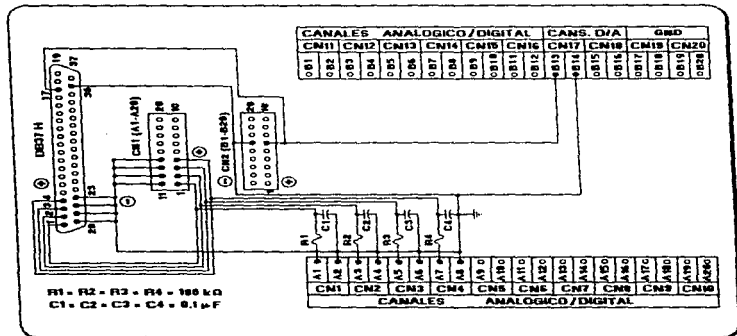 CANALES ANALOGICO/DIGITAL CANS. D/A GND
CN11 CN12 CN13 CN14 CN15 CN16 CN17 CN18 CN19 CN20
B1 B2 B3 B4 B5 B6 B7 B8 B9 B10 B11 B12 B13 B14 B15 B16 B17 B18 B19 B20
19 37
17 36
DB37 H
CN1 (A1-A20)
20 10
11 1
CN2 (B1-B20)
20 10
2
20
23
R1 C1 R2 C2 R3 C3 R4 C4
A1 A2 A3 A4 A5 A6 A7 A8 A9 A10 A11 A12 A13 A14 A15 A16 A17 A18 A19 A20
CN1 CN2 CN3 CN4 CN5 CN6 CN7 CN8 CN9 CN10
CANALES ANALOGICO/DIGITAL
R1 = R2 = R3 = R4 = 100 kΩ
C1 = C2 = C3 = C4 = 0.1 µF